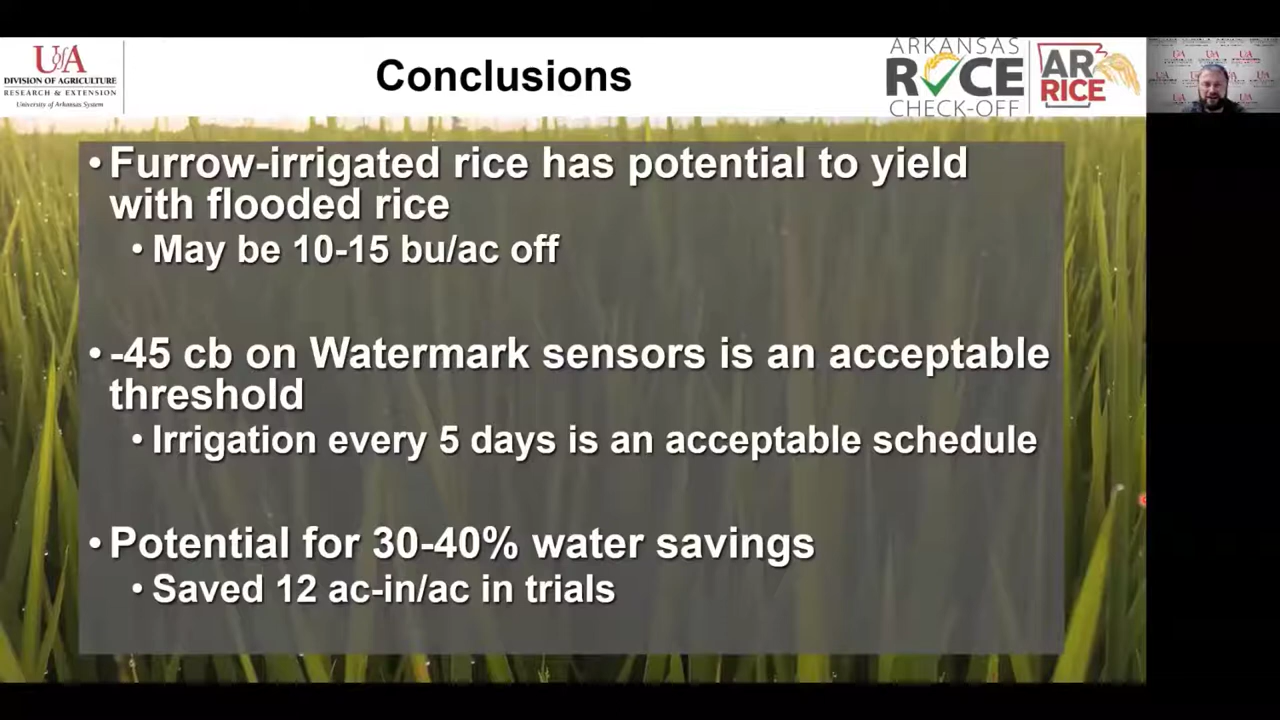 UofA
DIVISION OF AGRICULTURE
RESEARCH & EXTENSION
University of Arkansas System
Conclusions
ARKANSAS
RICE
CHECK-OFF
AR
RICE
• Furrow-irrigated rice has potential to yield
with flooded rice
• May be 10-15 bu/ac off
• -45 cb on Watermark sensors is an acceptable
threshold
• Irrigation every 5 days is an acceptable schedule
• Potential for 30-40% water savings
• Saved 12 ac-in/ac in trials